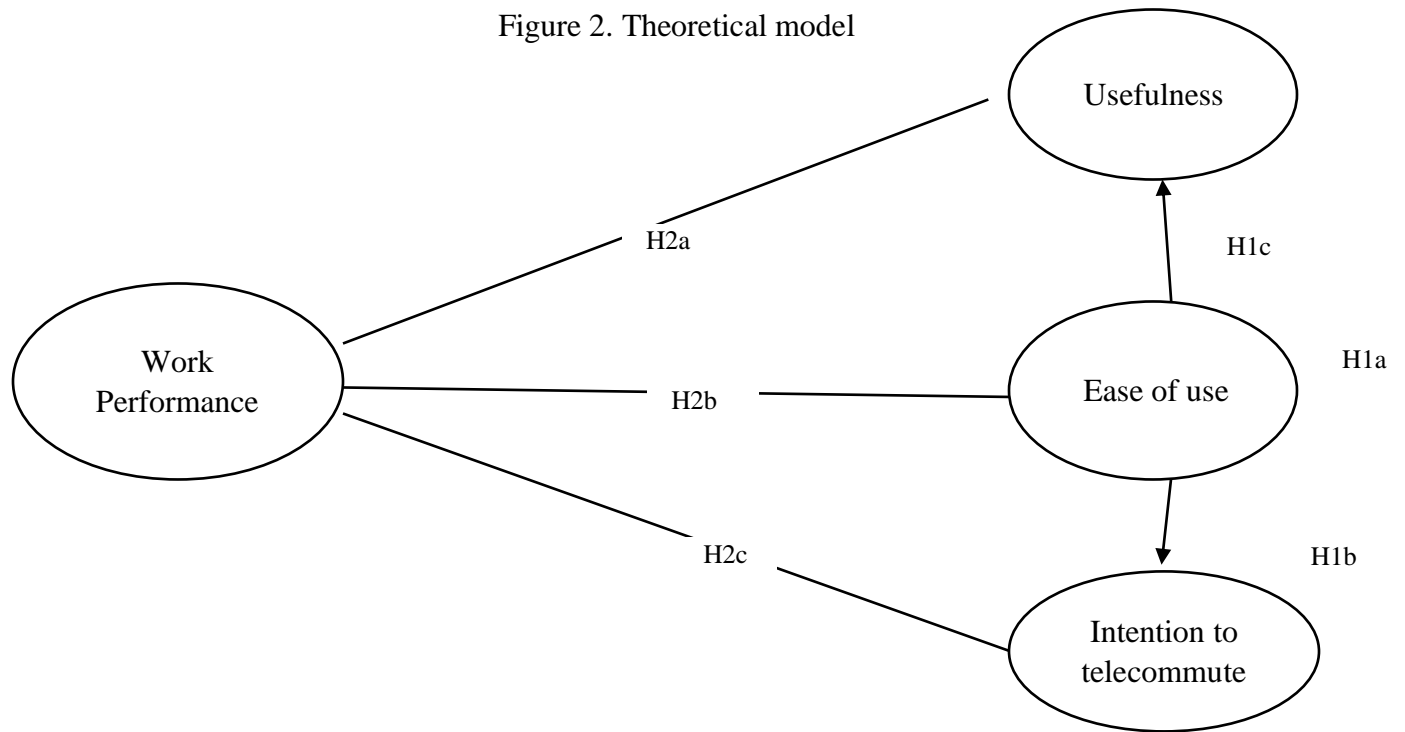 Figure 2. Theoretical model
Usefulness
H2a
H1c
Work
Performance
H1a
Ease of use
H2b
H2c
H1b
Intention to
telecommute